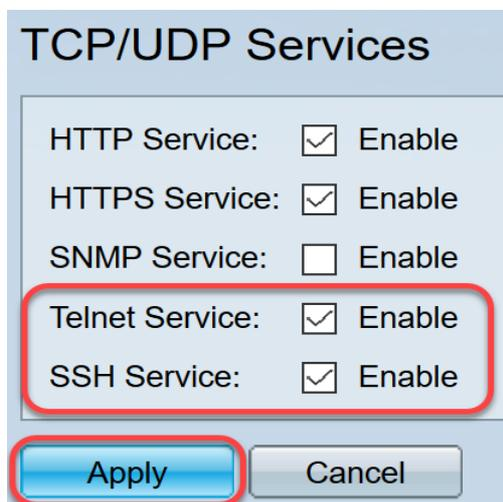 TCP/UDP Services
HTTP Service: Enable
HTTPS Service: Enable
SNMP Service: Enable
Telnet Service: Enable
SSH Service: Enable
Apply Cancel